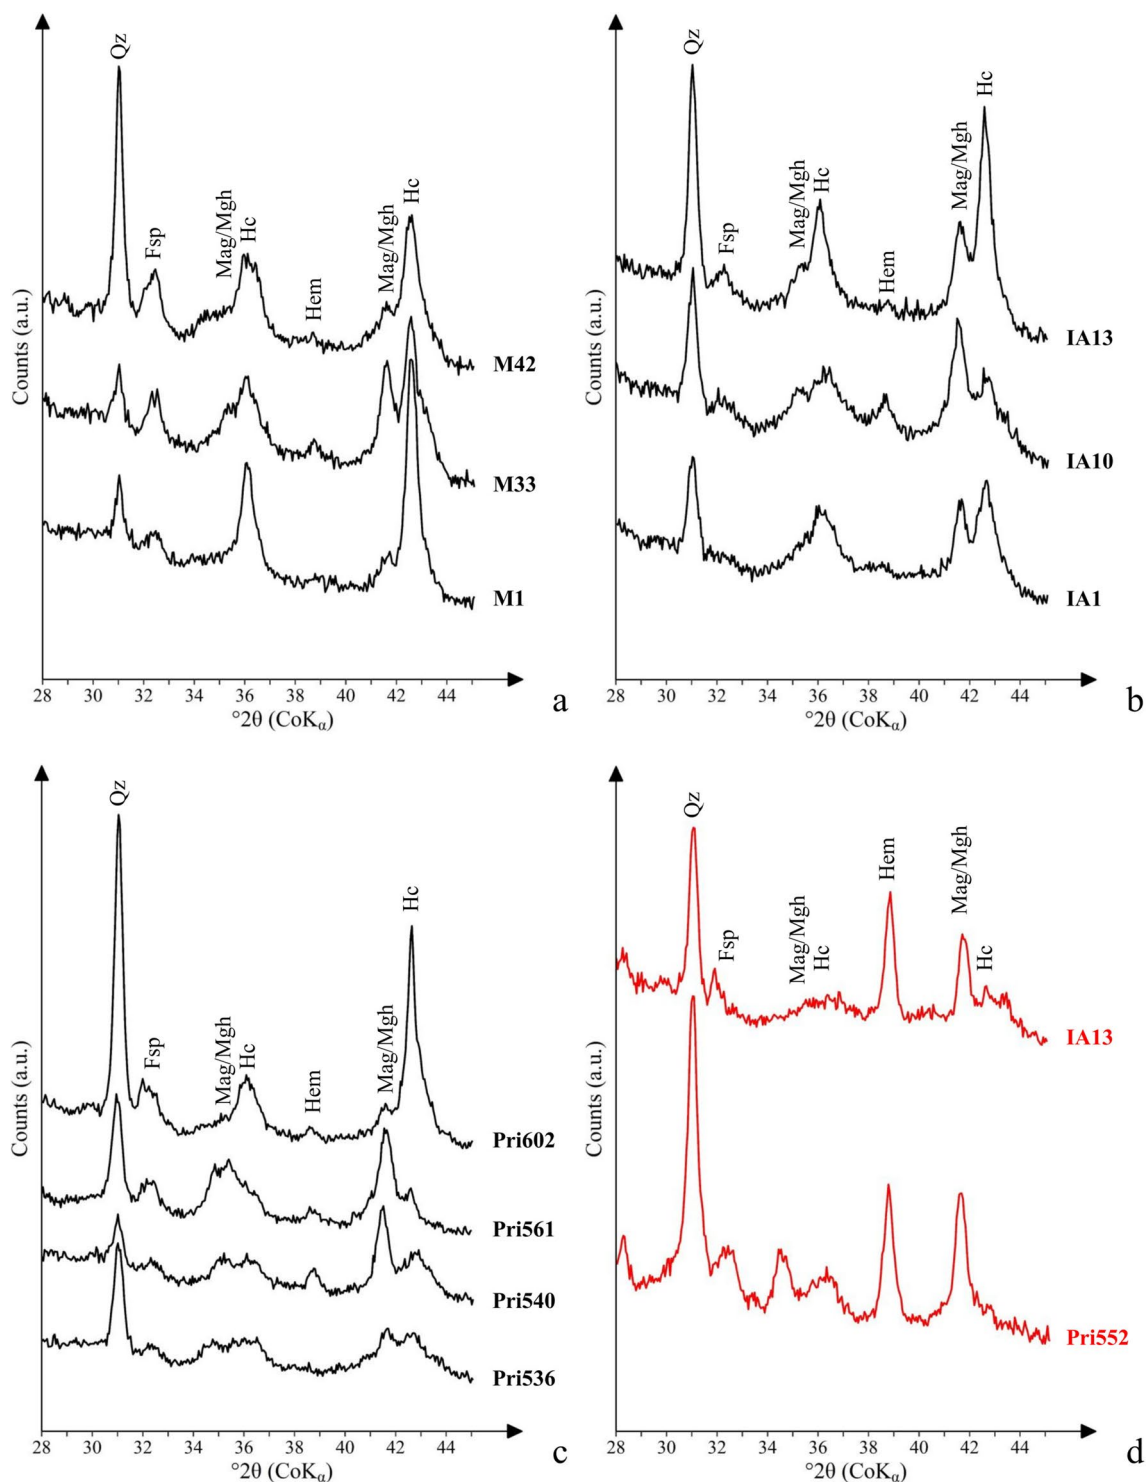 Qz
Fsp
Mag/Mgh
Hc
Hem
Mag/Mgh
Hc
Counts (a.u.)
M42
M33
M1
28 30 32 34 36 38 40 42 44
°2θ (CoKα)
a
Qz
Fsp
Mag/Mgh
Hc
Hem
Mag/Mgh
Hc
Counts (a.u.)
IA13
IA10
IA1
28 30 32 34 36 38 40 42 44
°2θ (CoKα)
b
Qz
Fsp
Mag/Mgh
Hc
Hem
Mag/Mgh
Hc
Counts (a.u.)
Pri602
Pri561
Pri540
Pri536
28 30 32 34 36 38 40 42 44
°2θ (CoKα)
c
Qz
Fsp
Mag/Mgh
Hc
Hem
Mag/Mgh
Hc
Counts (a.u.)
IA13
Pri552
28 30 32 34 36 38 40 42 44
°2θ (CoKα)
d